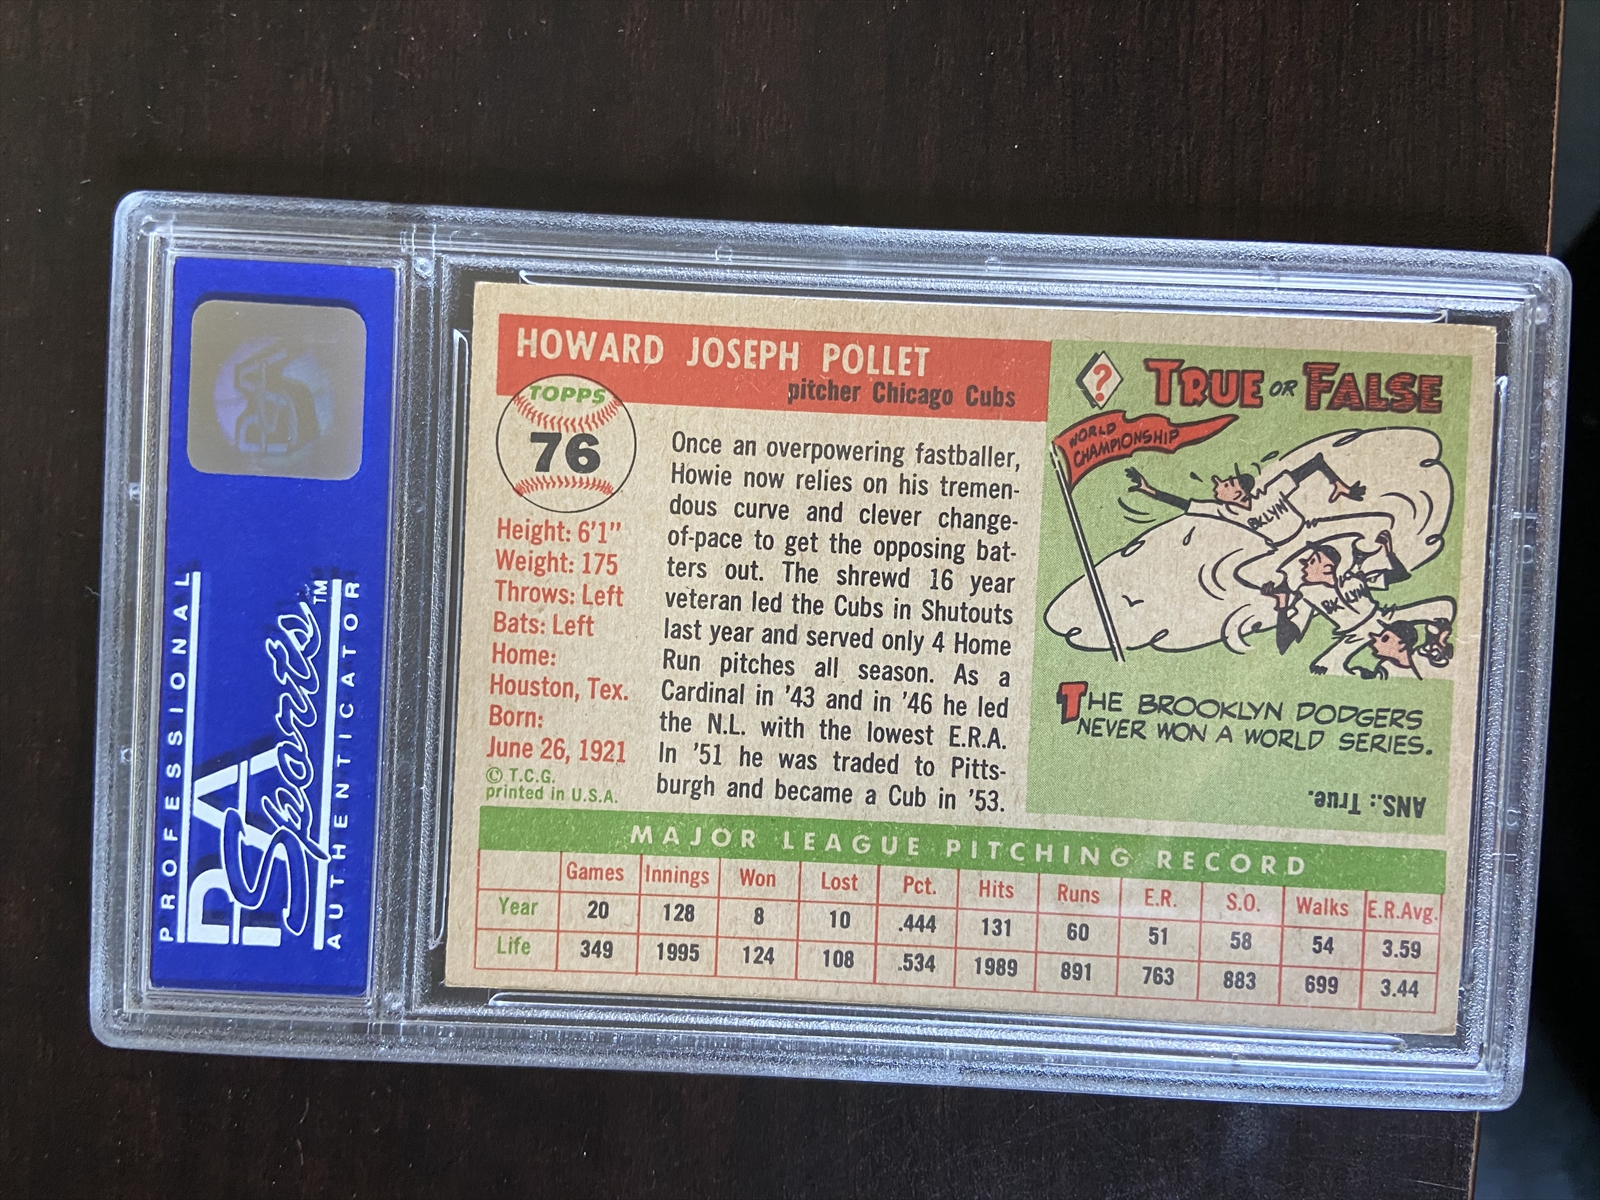 PROFESSIONAL
PSA
Sports™
AUTHENTICATOR
HOWARD JOSEPH POLLET
pitcher Chicago Cubs
TOPPS
76
Height: 6'1"
Weight: 175
Throws: Left
Bats: Left
Home:
Houston, Tex.
Born:
June 26, 1921
© T.C.G.
printed in U.S.A.
Once an overpowering fastballer,
Howie now relies on his tremen-
dous curve and clever change-
of-pace to get the opposing bat-
ters out. The shrewd 16 year
veteran led the Cubs in Shutouts
last year and served only 4 Home
Run pitches all season. As a
Cardinal in '43 and in '46 he led
the N.L. with the lowest E.R.A.
In '51 he was traded to Pitts-
burgh and became a Cub in '53.
? TRUE OR FALSE
WORLD
CHAMPIONSHIP
BKLYN
BKLYN
THE BROOKLYN DODGERS
NEVER WON A WORLD SERIES.
ANS.: True.
MAJOR LEAGUE PITCHING RECORD
Games Innings Won Lost Pct. Hits Runs E.R. S.O. Walks E.R.Avg.
Year 20 128 8 10 .444 131 60 51 58 54 3.59
Life 349 1995 124 108 .534 1989 891 763 883 699 3.44